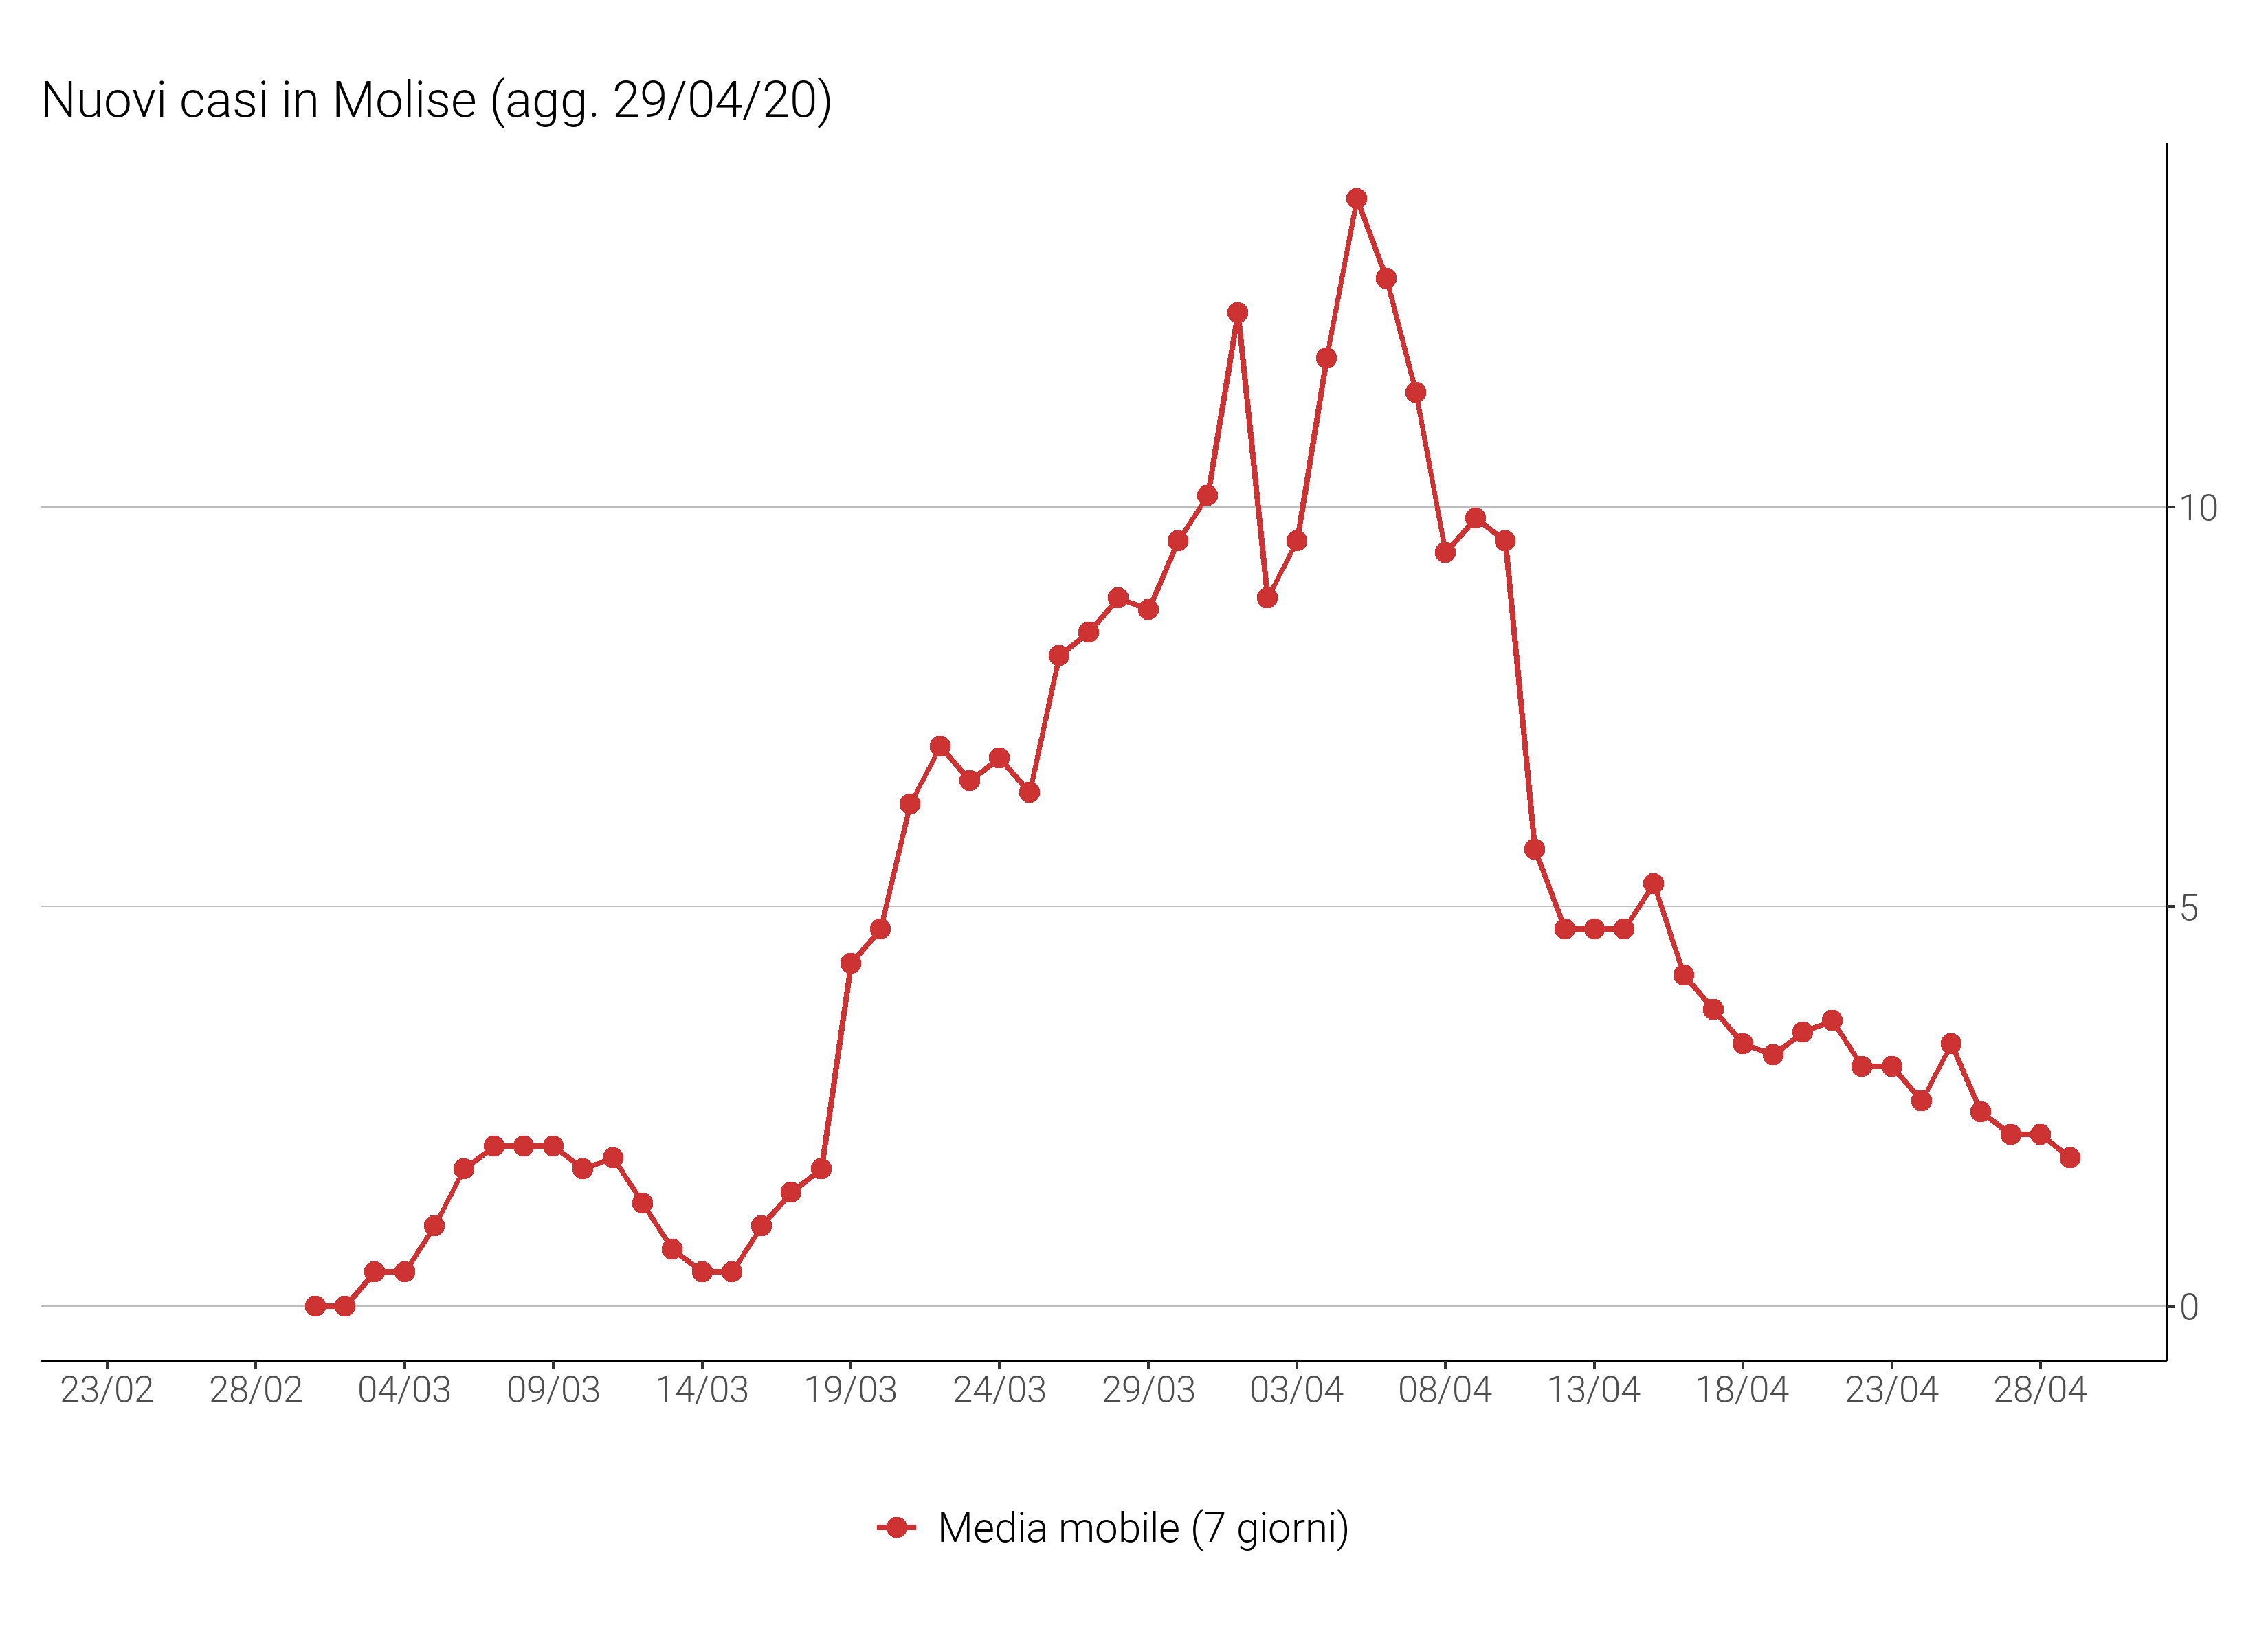 Nuovi casi in Molise (agg. 29/04/20)
10
5
0
23/02 28/02 04/03 09/03 14/03 19/03 24/03 29/03 03/04 08/04 13/04 18/04 23/04 28/04
Media mobile (7 giorni)